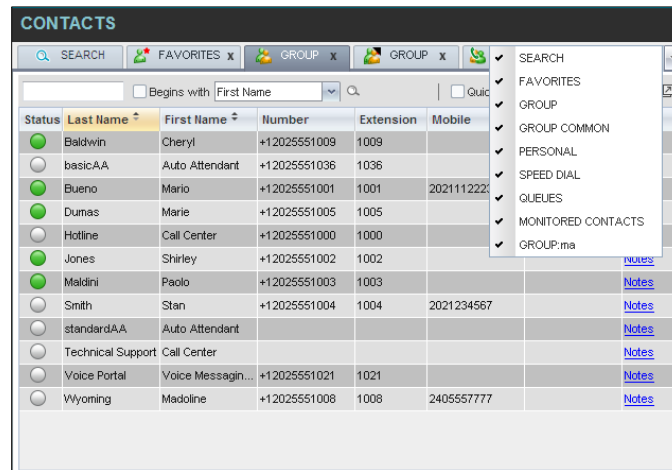 CONTACTS
SEARCH FAVORITES x GROUP x GROUP x
SEARCH
FAVORITES
GROUP
GROUP COMMON
PERSONAL
SPEED DIAL
QUEUES
MONITORED CONTACTS
GROUP:ma
Begins with First Name Quic
Status Last Name First Name Number Extension Mobile
Baldwin Cheryl +12025551009 1009
basicAA Auto Attendant +12025551036 1036
Bueno Mario +12025551001 1001 2021112223
Dumas Marie +12025551005 1005
Hotline Call Center +12025551000 1000
Jones Shirley +12025551002 1002 Notes
Maldini Paolo +12025551003 1003 Notes
Smith Stan +12025551004 1004 2021234567 Notes
standardAA Auto Attendant Notes
Technical Support Call Center Notes
Voice Portal Voice Messagin... +12025551021 1021 Notes
Wyoming Madoline +12025551008 1008 2405557777 Notes